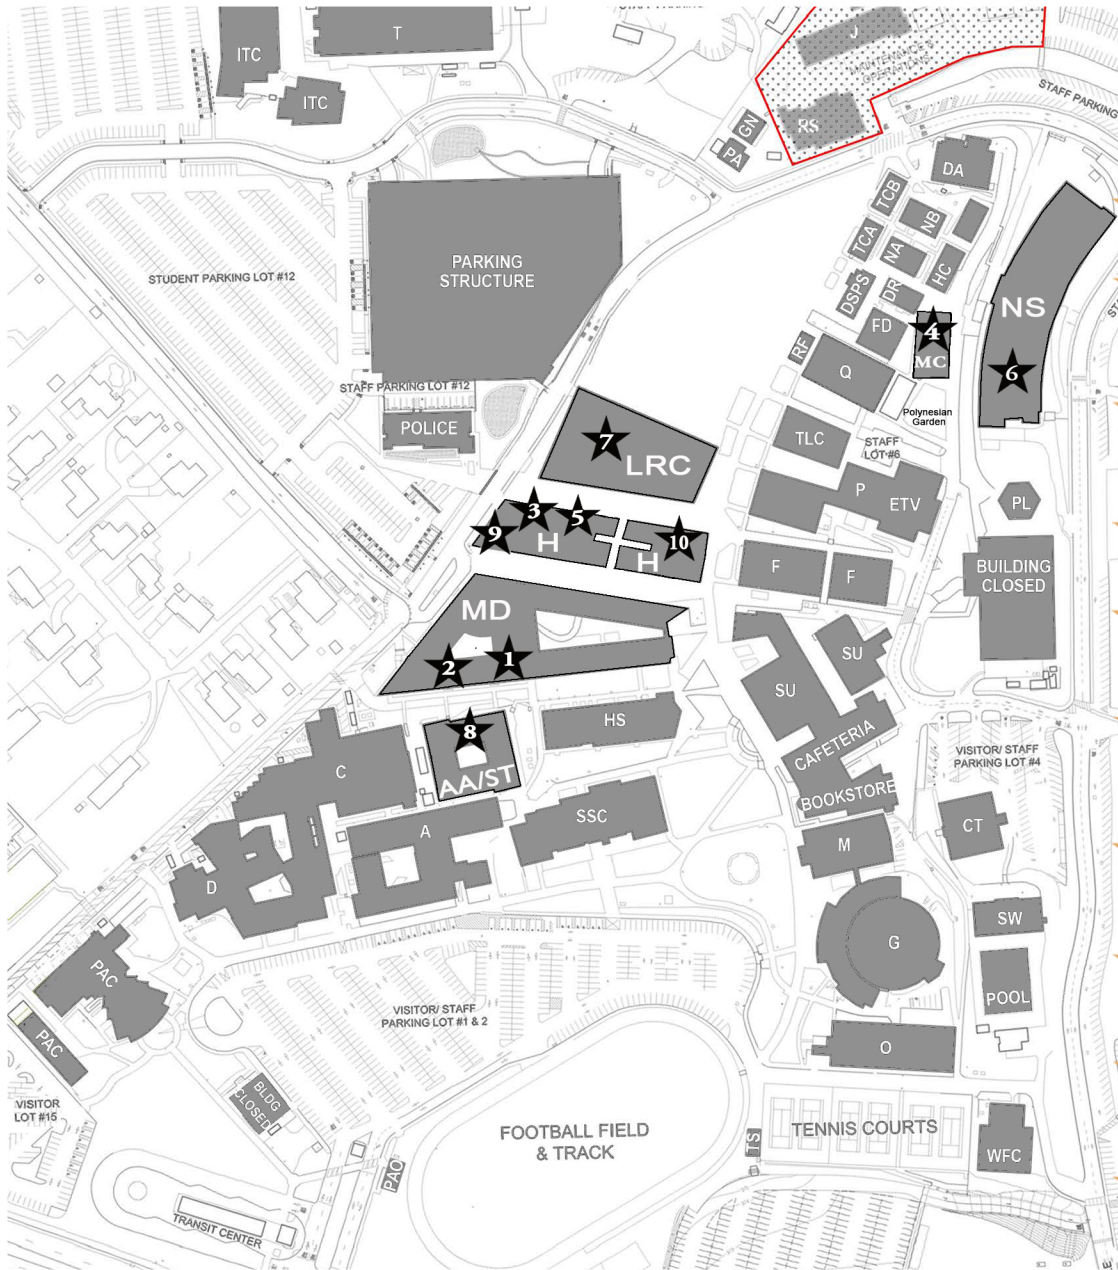 STAFF PARKING
T
ITC
ITC
J
MAINTENANCE &
OPERATIONS
RS
STAFF PARKING
GN
PA
DA
TCB
NB
TCA
NA
HC
DSPS
DR
NS
6
PARKING
STRUCTURE
STUDENT PARKING LOT #12
FD
4
MC
RF
Q
Polynesian
Garden
STAFF PARKING LOT #12
POLICE
7
LRC
TLC
STAFF
LOT #6
P
ETV
PL
3
5
9
H
10
H
F
F
BUILDING
CLOSED
MD
2
1
SU
SU
CAFETERIA
BOOKSTORE
VISITOR/ STAFF
PARKING LOT #4
HS
8
AA/ST
C
A
SSC
M
CT
D
G
SW
POOL
PAC
PAC
VISITOR/ STAFF
PARKING LOT #1 & 2
O
VISITOR
LOT #15
BLDG
CLOSED
FOOTBALL FIELD
& TRACK
TS
TENNIS COURTS
WFC
PAO
TRANSIT CENTER